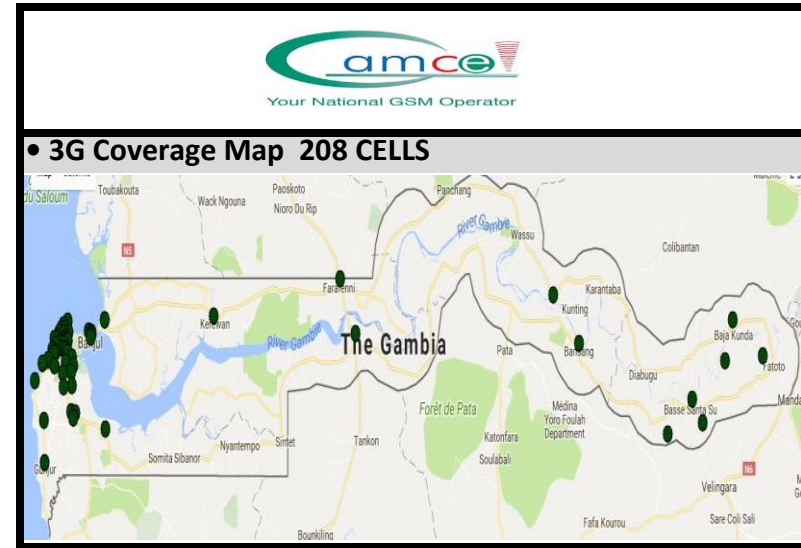 amce
Your National GSM Operator
• 3G Coverage Map 208 CELLS
du Saloum
Toubakouta
Wack Ngouna
Paoskoto
Nioro Du Rip
Panchang
River Gambie
Wassu
Colibantan
N5
Farafenni
Kerewan
Karantaba
Kunting
Banjul
River Gambie
The Gambia
Pata
Bansang
Baja Kunda
Fatoto
Diabugu
Forêt de Pata
Médina
Yoro Foulah
Department
Basse Santa Su
Katonfara
Soulabali
Gunjur
Somita Sibanor
Nyantempo
Sintet
Tankon
N6
Velingara
Bounkiling
Fafa Kourou
Sare Coli Sali